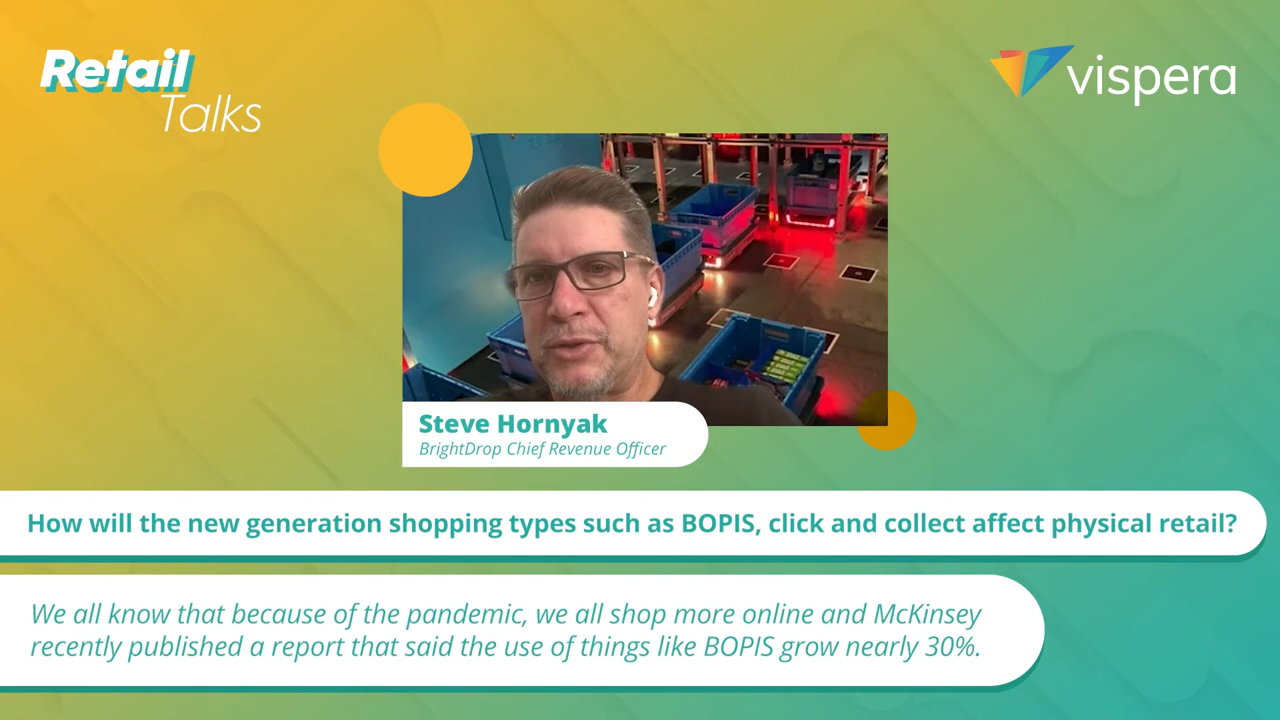 Retail
Talks
vispera
Steve Hornyak
BrightDrop Chief Revenue Officer
How will the new generation shopping types such as BOPIS, click and collect affect physical retail?
We all know that because of the pandemic, we all shop more online and McKinsey
recently published a report that said the use of things like BOPIS grow nearly 30%.